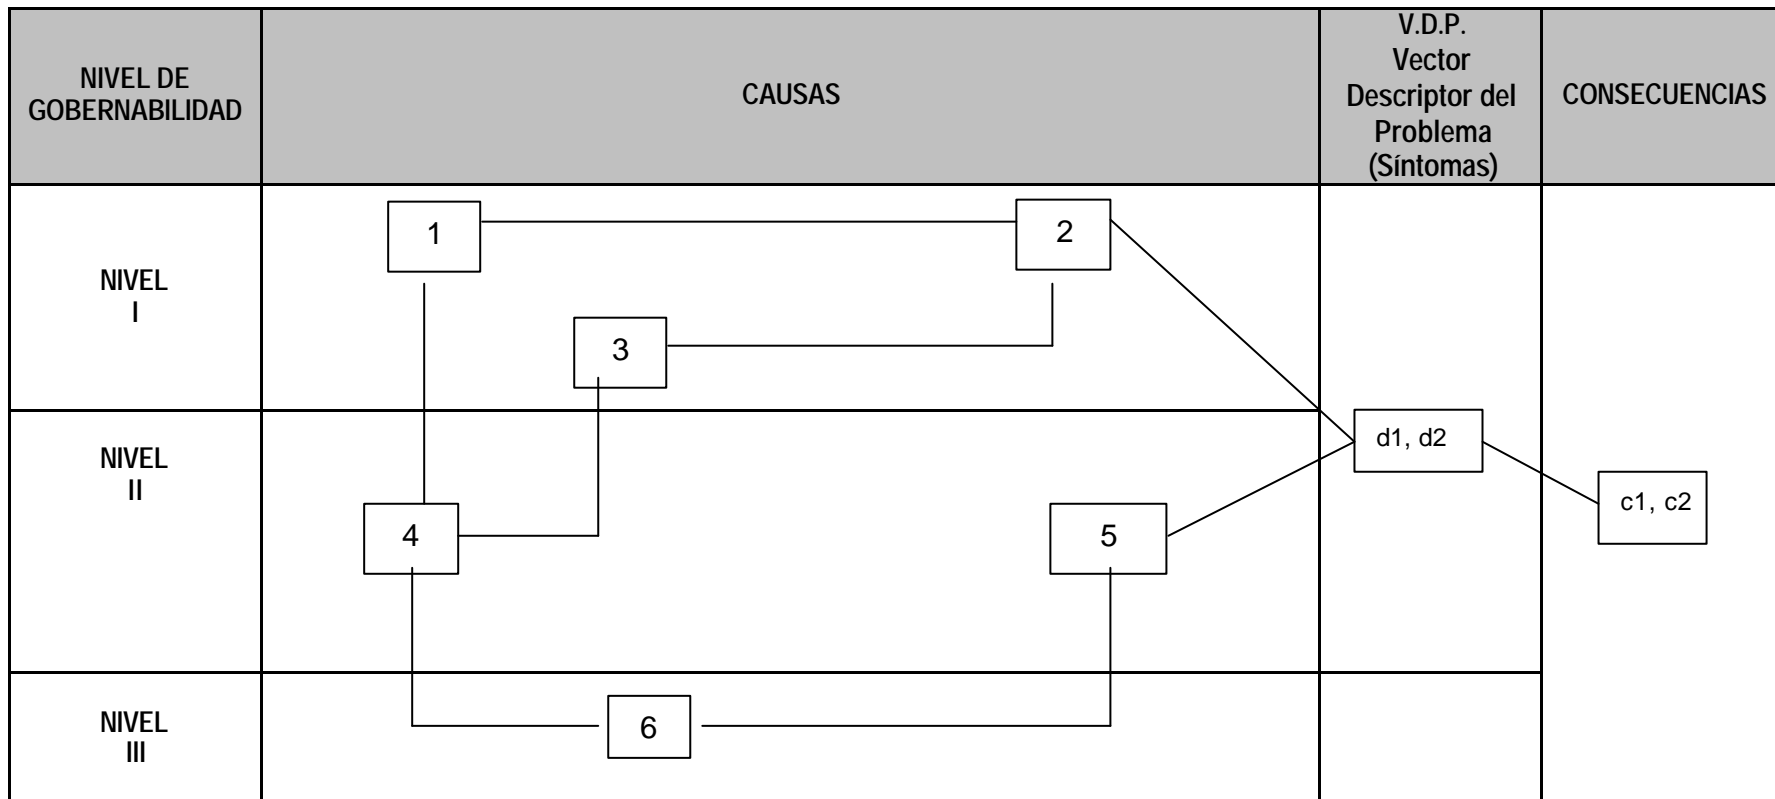 NIVEL DE
GOBERNABILIDAD
CAUSAS
V.D.P.
Vector
Descriptor del
Problema
(Síntomas)
CONSECUENCIAS
NIVEL
I
1
2
3
NIVEL
II
d1, d2
c1, c2
4
5
NIVEL
III
6